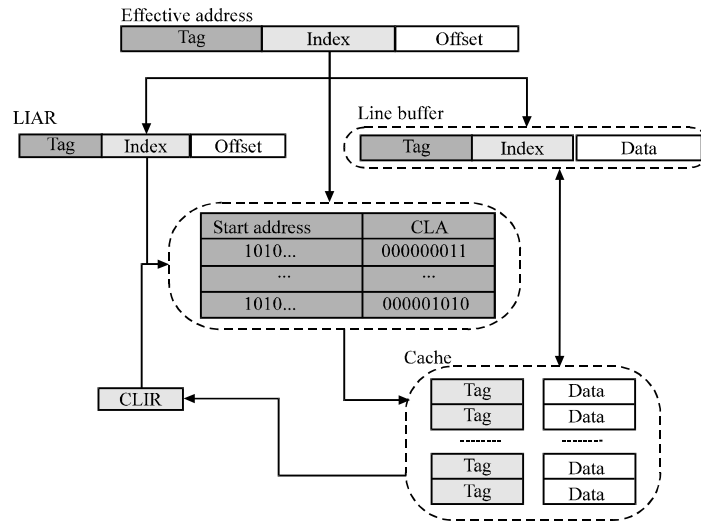 Effective address
Tag Index Offset
LIAR
Tag Index Offset
Line buffer
Tag Index Data
Start address CLA
1010... 000000011
... ...
1010... 000001010
Cache
CLIR
Tag Data
Tag Data
Tag Data
Tag Data